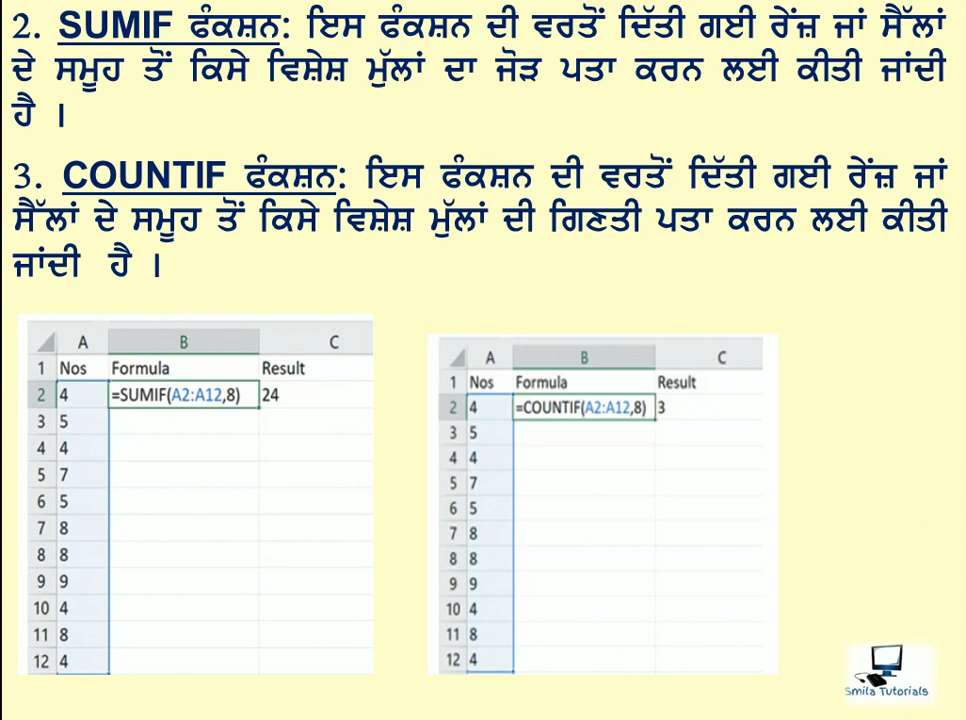 2. SUMIF ਫੰਕਸ਼ਨ: ਇਸ ਫੰਕਸ਼ਨ ਦੀ ਵਰਤੋਂ ਦਿੱਤੀ ਗਈ ਰੇਂਜ਼ ਜਾਂ ਸੈੱਲਾਂ
ਦੇ ਸਮੂਹ ਤੋਂ ਕਿਸੇ ਵਿਸ਼ੇਸ਼ ਮੁੱਲਾਂ ਦਾ ਜੋੜ ਪਤਾ ਕਰਨ ਲਈ ਕੀਤੀ ਜਾਂਦੀ
ਹੈ ।
3. COUNTIF ਫੰਕਸ਼ਨ: ਇਸ ਫੰਕਸ਼ਨ ਦੀ ਵਰਤੋਂ ਦਿੱਤੀ ਗਈ ਰੇਂਜ਼ ਜਾਂ
ਸੈੱਲਾਂ ਦੇ ਸਮੂਹ ਤੋਂ ਕਿਸੇ ਵਿਸ਼ੇਸ਼ ਮੁੱਲਾਂ ਦੀ ਗਿਣਤੀ ਪਤਾ ਕਰਨ ਲਈ ਕੀਤੀ
ਜਾਂਦੀ ਹੈ ।
A B C
1 Nos Formula Result
2 4 =SUMIF(A2:A12,8) 24
3 5
4 4
5 7
6 5
7 8
8 8
9 9
10 4
11 8
12 4
A B C
1 Nos Formula Result
2 4 =COUNTIF(A2:A12,8) 3
3 5
4 4
5 7
6 5
7 8
8 8
9 9
10 4
11 8
12 4
Smila Tutorials